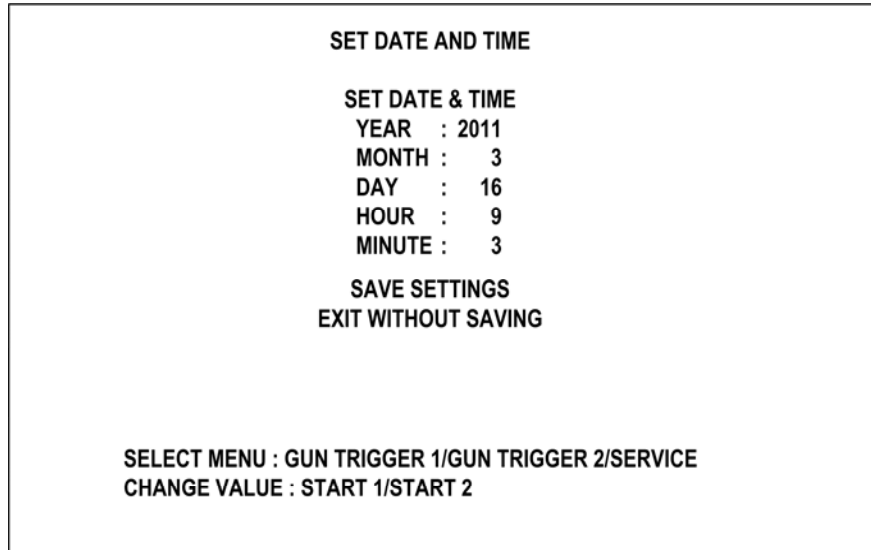 SET DATE AND TIME
SET DATE & TIME
YEAR : 2011
MONTH : 3
DAY : 16
HOUR : 9
MINUTE : 3
SAVE SETTINGS
EXIT WITHOUT SAVING
SELECT MENU : GUN TRIGGER 1/GUN TRIGGER 2/SERVICE
CHANGE VALUE : START 1/START 2